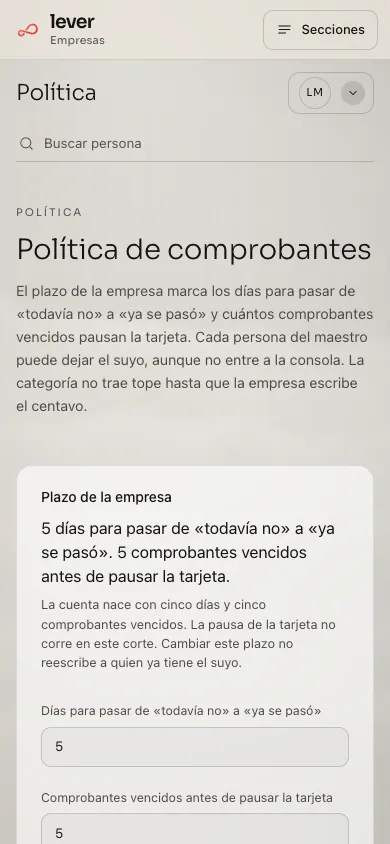 lever
Empresas
Secciones
Política
LM
Buscar persona
POLÍTICA
Política de comprobantes
El plazo de la empresa marca los días para pasar de
«todavía no» a «ya se pasó» y cuántos comprobantes
vencidos pausan la tarjeta. Cada persona del maestro
puede dejar el suyo, aunque no entre a la consola. La
categoría no trae tope hasta que la empresa escribe
el centavo.
Plazo de la empresa
5 días para pasar de «todavía no» a «ya
se pasó». 5 comprobantes vencidos
antes de pausar la tarjeta.
La cuenta nace con cinco días y cinco
comprobantes vencidos. La pausa de la tarjeta no
corre en este corte. Cambiar este plazo no
reescribe a quien ya tiene el suyo.
Días para pasar de «todavía no» a «ya se pasó»
5
Comprobantes vencidos antes de pausar la tarjeta
5